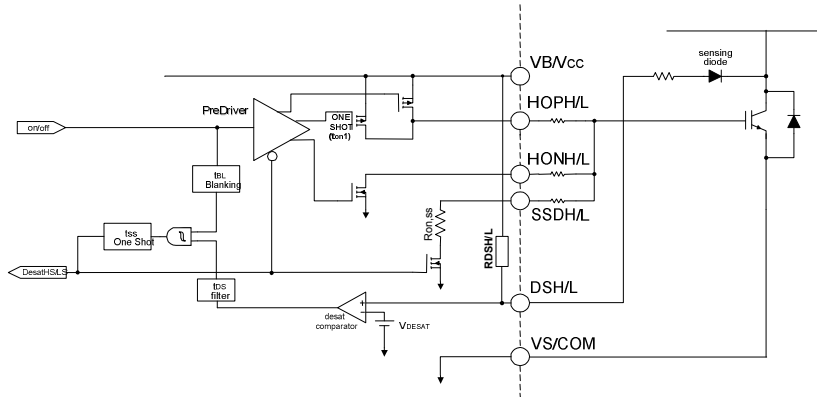 sensing
diode
VB/VCC
PreDriver
HOPH/L
ONE
SHOT
(ton1)
on/off
tBL
Blanking
HONH/L
SSDH/L
Ron,ss
tss
One Shot
RDSH/L
DesatHS/LS
tDS
filter
DSH/L
desat
comparator
VDESAT
VS/COM